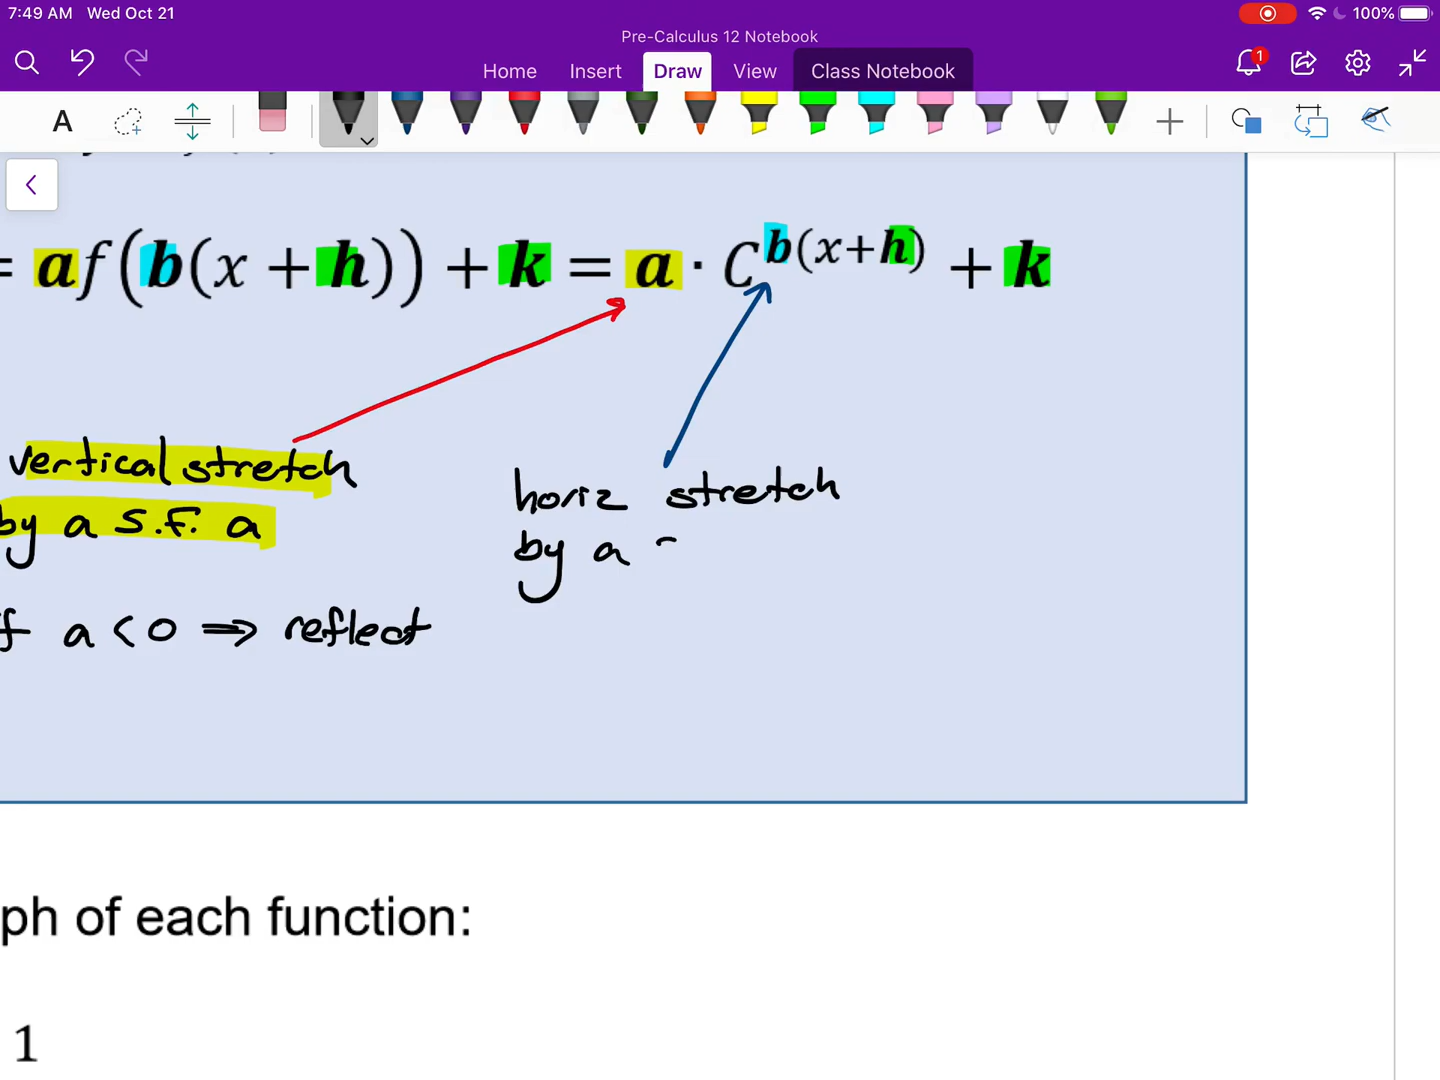 7:49 AM Wed Oct 21
100%
Pre-Calculus 12 Notebook
Home Insert Draw View Class Notebook
1
A
= af(b(x + h)) + k = a · C^{b(x+h)} + k
vertical stretch
by a S.F. a
horiz stretch
by a
f a < 0 ⇒ reflect
ph of each function:
1